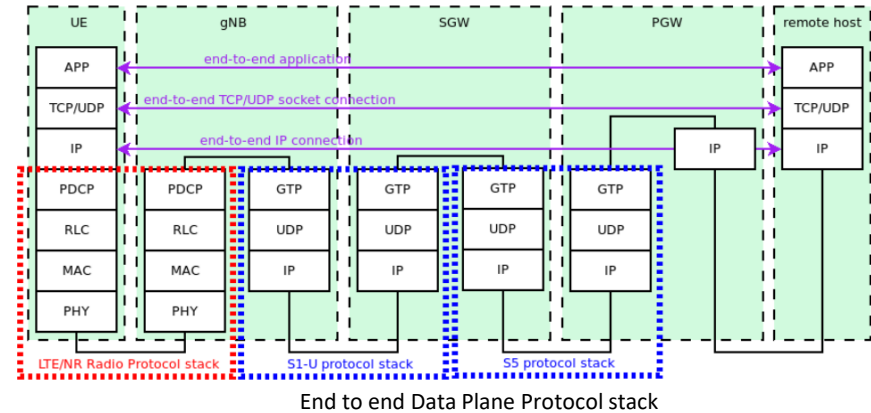 UE gNB SGW PGW remote host
APP end-to-end application APP
TCP/UDP end-to-end TCP/UDP socket connection TCP/UDP
IP end-to-end IP connection IP IP
PDCP PDCP GTP GTP GTP GTP
RLC RLC UDP UDP UDP UDP
MAC MAC IP IP IP IP
PHY PHY
LTE/NR Radio Protocol stack S1-U protocol stack S5 protocol stack
End to end Data Plane Protocol stack